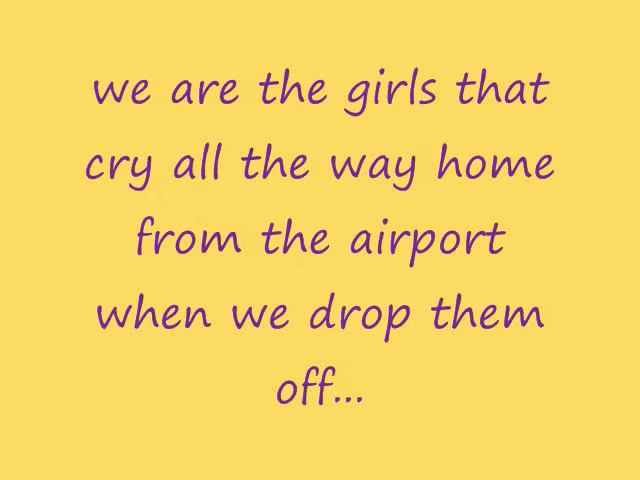 we are the girls that
cry all the way home
from the airport
when we drop them
off...